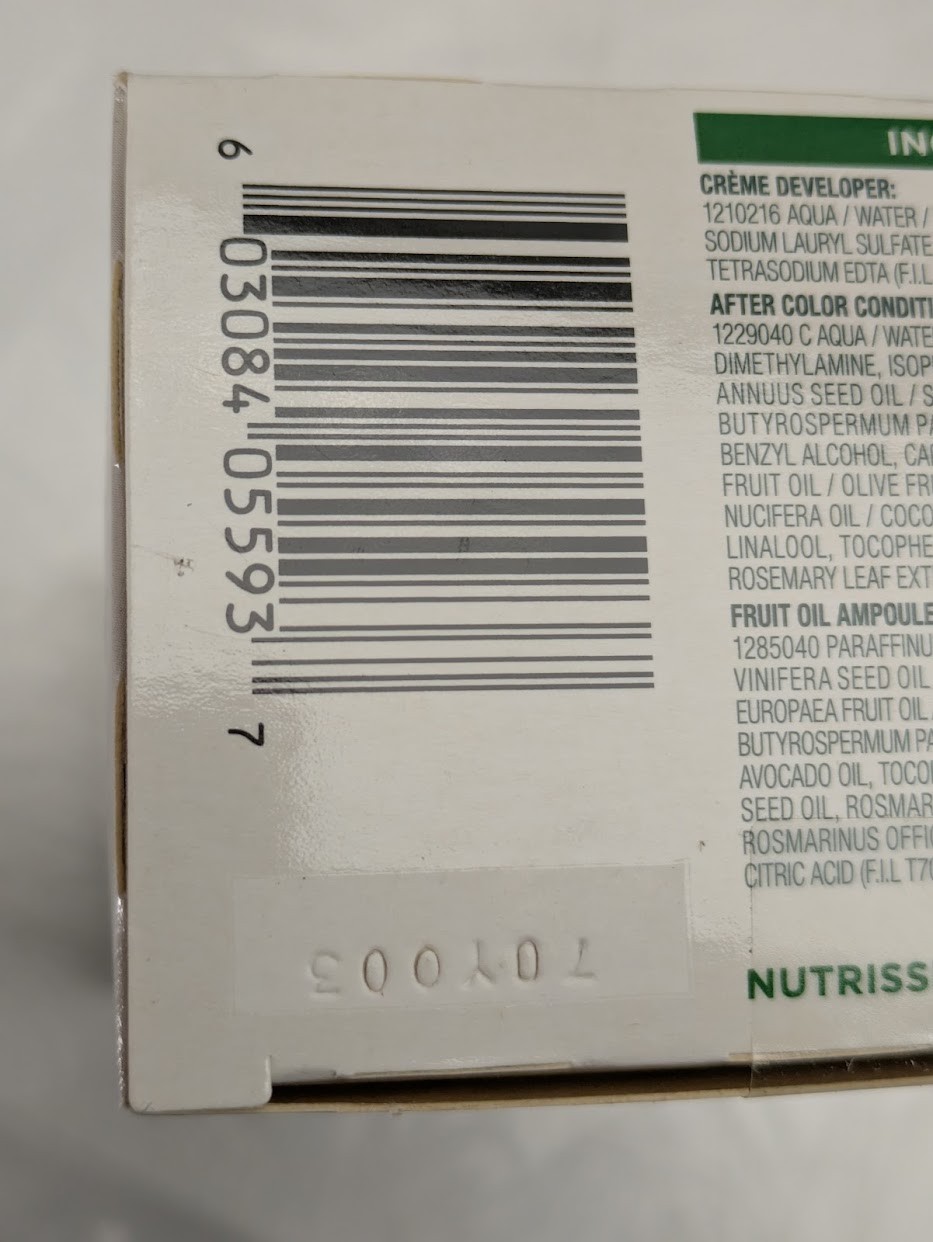 6 03084 05593 7
IN
CRÈME DEVELOPER:
1210216 AQUA / WATER /
SODIUM LAURYL SULFATE
TETRASODIUM EDTA (F.I.L
AFTER COLOR CONDITI
1229040 C AQUA / WATE
DIMETHYLAMINE, ISOP
ANNUUS SEED OIL / S
BUTYROSPERMUM PA
BENZYL ALCOHOL, CA
FRUIT OIL / OLIVE FR
NUCIFERA OIL / COCO
LINALOOL, TOCOPHE
ROSEMARY LEAF EXT
FRUIT OIL AMPOULE
1285040 PARAFFINU
VINIFERA SEED OIL
EUROPAEA FRUIT OIL
BUTYROSPERMUM PA
AVOCADO OIL, TOCO
SEED OIL, ROSMAR
ROSMARINUS OFFI
CITRIC ACID (F.I.L T7
70Y003
NUTRISS